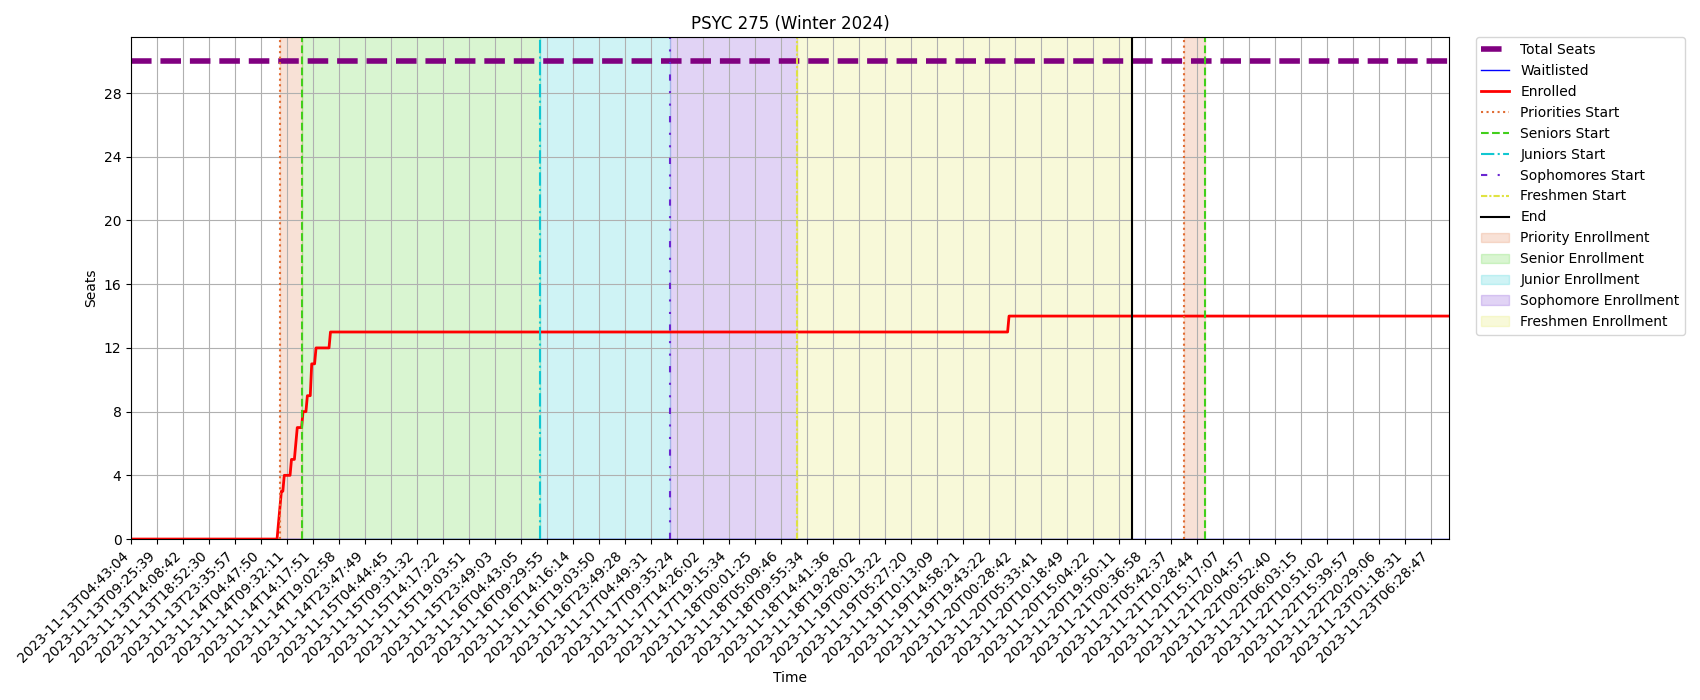 PSYC 275 (Winter 2024)
Total Seats
Waitlisted
Enrolled
Priorities Start
Seniors Start
Juniors Start
Sophomores Start
Freshmen Start
End
Priority Enrollment
Senior Enrollment
Junior Enrollment
Sophomore Enrollment
Freshmen Enrollment
Seats
28
24
20
16
12
8
4
0
2023-11-13T04:43:04
2023-11-13T09:25:39
2023-11-13T14:08:42
2023-11-13T18:52:30
2023-11-13T23:35:57
2023-11-14T04:47:50
2023-11-14T09:32:11
2023-11-14T14:17:51
2023-11-14T19:02:58
2023-11-14T23:47:49
2023-11-15T04:44:45
2023-11-15T09:31:32
2023-11-15T14:17:22
2023-11-15T19:03:51
2023-11-15T23:49:03
2023-11-16T04:43:05
2023-11-16T09:29:55
2023-11-16T14:16:14
2023-11-16T19:03:50
2023-11-16T23:49:28
2023-11-17T04:49:31
2023-11-17T09:35:24
2023-11-17T14:26:02
2023-11-17T19:15:34
2023-11-18T00:01:25
2023-11-18T05:09:46
2023-11-18T09:55:34
2023-11-18T14:41:36
2023-11-18T19:28:02
2023-11-19T00:13:22
2023-11-19T05:27:20
2023-11-19T10:13:09
2023-11-19T14:58:21
2023-11-19T19:43:22
2023-11-20T00:28:42
2023-11-20T05:33:41
2023-11-20T10:18:49
2023-11-20T15:04:22
2023-11-20T19:50:11
2023-11-21T00:36:58
2023-11-21T05:42:37
2023-11-21T10:28:44
2023-11-21T15:17:07
2023-11-21T20:04:57
2023-11-22T00:52:40
2023-11-22T06:03:15
2023-11-22T10:51:02
2023-11-22T15:39:57
2023-11-22T20:29:06
2023-11-23T01:18:31
2023-11-23T06:28:47
Time